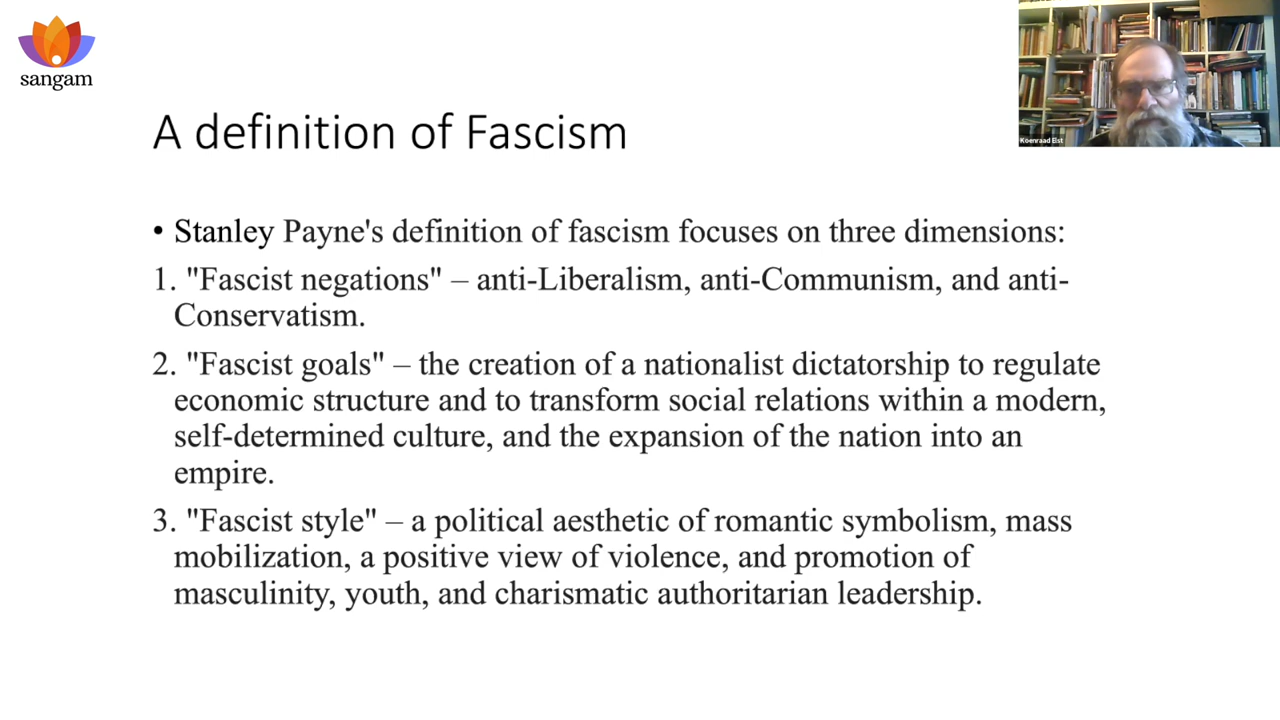 sangam
Koenraad Elst
A definition of Fascism
• Stanley Payne's definition of fascism focuses on three dimensions:
1. "Fascist negations" – anti-Liberalism, anti-Communism, and anti-
Conservatism.
2. "Fascist goals" – the creation of a nationalist dictatorship to regulate
economic structure and to transform social relations within a modern,
self-determined culture, and the expansion of the nation into an
empire.
3. "Fascist style" – a political aesthetic of romantic symbolism, mass
mobilization, a positive view of violence, and promotion of
masculinity, youth, and charismatic authoritarian leadership.